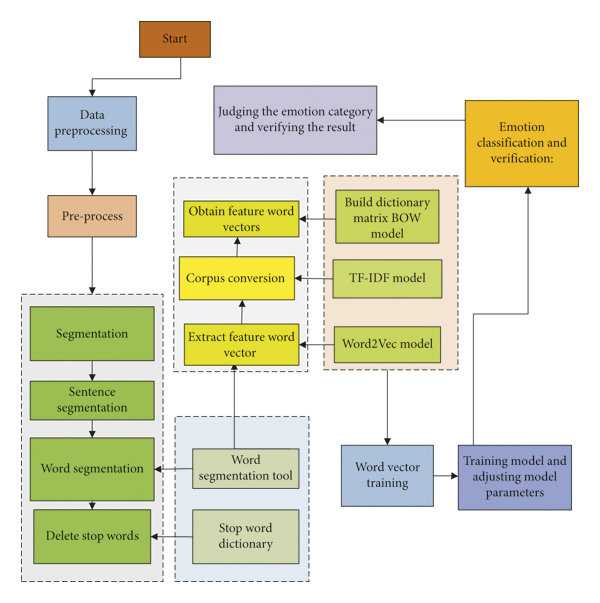 Start
Data
preprocessing
Pre-process
Segmentation
Sentence
segmentation
Word segmentation
Delete stop words
Word
segmentation tool
Stop word
dictionary
Obtain feature word
vectors
Corpus conversion
Extract feature word
vector
Build dictionary
matrix BOW
model
TF-IDF model
Word2Vec model
Word vector
training
Training model and
adjusting model
parameters
Emotion
classification and
verification:
Judging the emotion category
and verifying the result